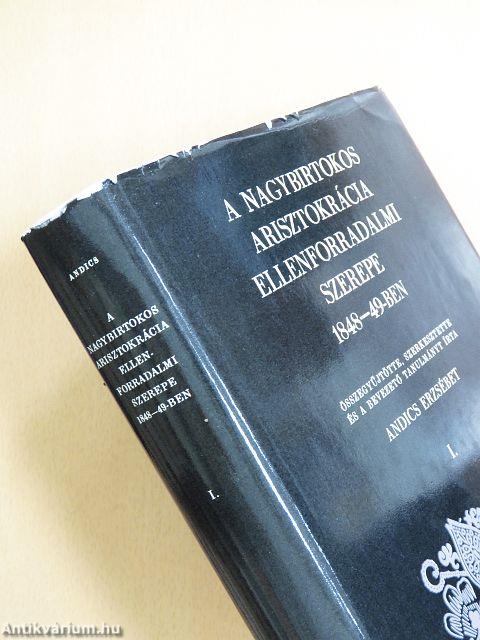 ANDICS
A
NAGYBIRTOKOS
ARISZTOKRÁCIA
ELLEN-
FORRADALMI
SZEREPE
1848—49-BEN
I.
A NAGYBIRTOKOS
ARISZTOKRÁCIA
ELLENFORRADALMI
SZEREPE
1848—49-BEN
ÖSSZEGYŰJTÖTTE, SZERKESZTETTE
ÉS A BEVEZETŐ TANULMÁNYT ÍRTA
ANDICS ERZSÉBET
I.
Antikvárium.hu